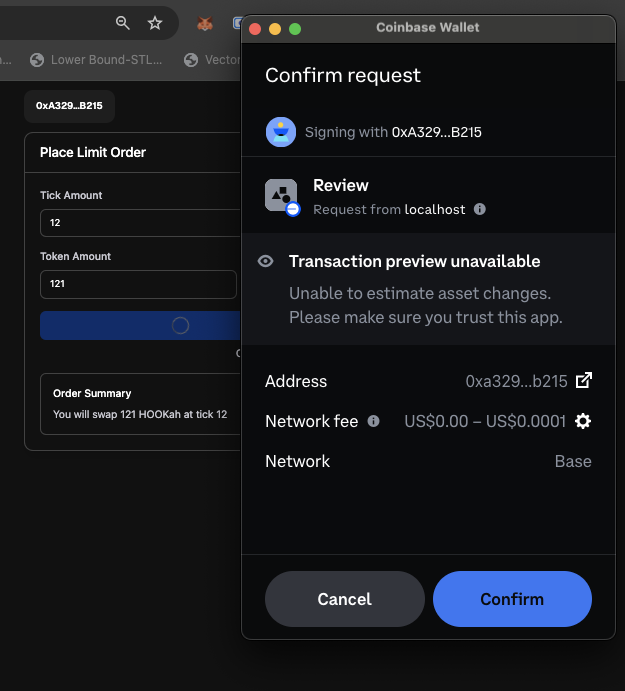 Lower Bound-STL...
Vector
0xA329...B215
Place Limit Order
Tick Amount
12
Token Amount
121
Order Summary
You will swap 121 HOOKah at tick 12
Coinbase Wallet
Confirm request
Signing with 0xA329...B215
Review
Request from localhost
Transaction preview unavailable
Unable to estimate asset changes.
Please make sure you trust this app.
Address 0xa329...b215
Network fee US$0.00 – US$0.0001
Network Base
Cancel Confirm